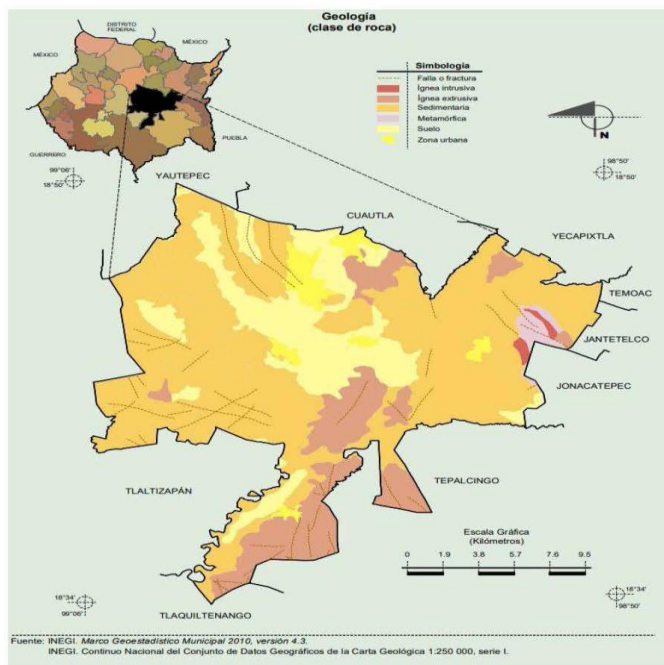 Geología
(clase de roca)
DISTRITO
FEDERAL
MÉXICO
MÉXICO
PUEBLA
GUERRERO
Simbología
Falla o fractura
Ígnea intrusiva
Ígnea extrusiva
Sedimentaria
Metamórfica
Suelo
Zona urbana
N
99°06'
18°50'
98°50'
18°50'
YAUTEPEC
CUAUTLA
YECAPIXTLA
TEMOAC
JANTETELCO
JONACATEPEC
TEPALCINGO
TLALTIZAPÁN
TLAQUILTENANGO
Escala Gráfica
(Kilómetros)
0 1.9 3.8 5.7 7.6 9.5
18°34'
99°06'
18°34'
98°50'
Fuente: INEGI. Marco Geoestadístico Municipal 2010, versión 4.3.
INEGI. Continuo Nacional del Conjunto de Datos Geográficos de la Carta Geológica 1:250 000, serie I.